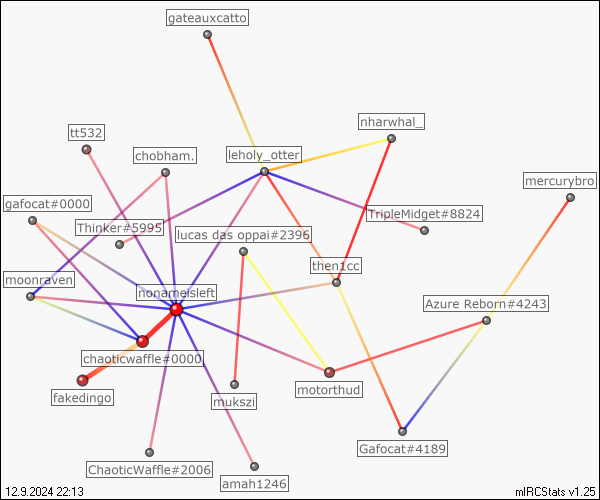 gateauxcatto
nharwhal_
tt532
chobham.
leholy_otter
mercurybro
gafocat#0000
TripleMidget#8824
Thinker#5995
lucas das oppai#2396
then1cc
moonraven
nonameisleft
Azure Reborn#4243
chaoticwaffle#0000
motorthud
fakedingo
mukszi
Gafocat#4189
ChaoticWaffle#2006
amah1246
12.9.2024 22:13
mIRCStats v1.25